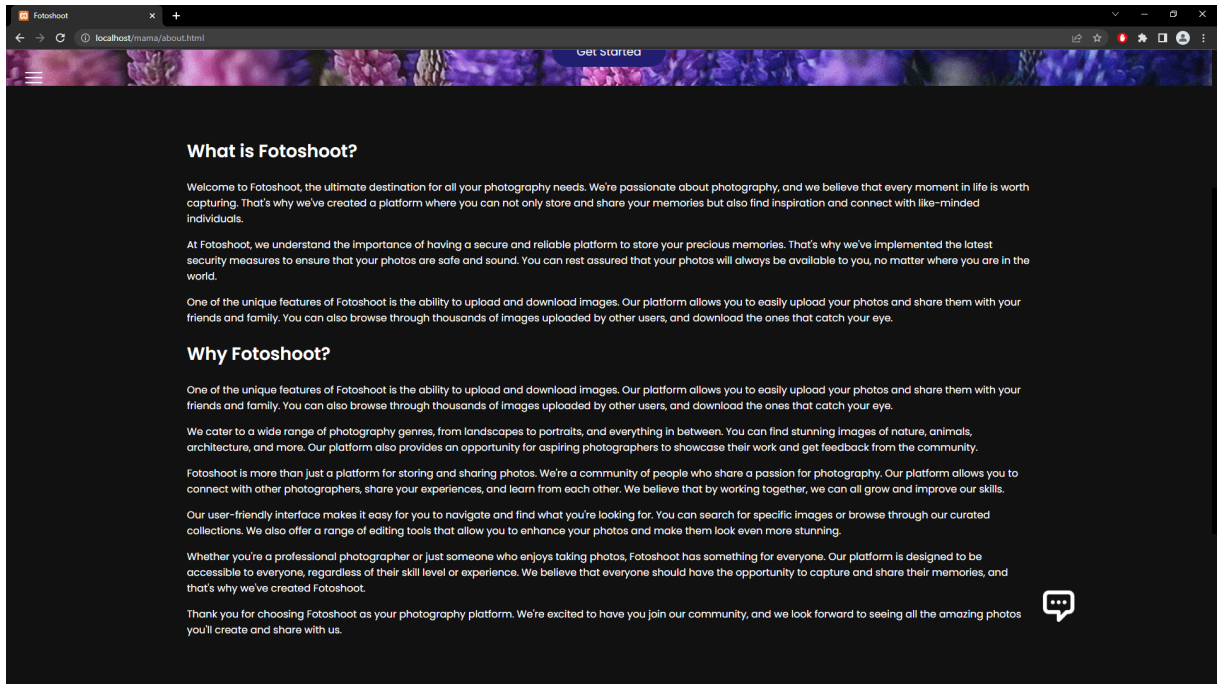 Fotoshoot
localhost/mama/about.html
Get Started
What is Fotoshoot?
Welcome to Fotoshoot, the ultimate destination for all your photography needs. We're passionate about photography, and we believe that every moment in life is worth
capturing. That's why we've created a platform where you can not only store and share your memories but also find inspiration and connect with like-minded
individuals.
At Fotoshoot, we understand the importance of having a secure and reliable platform to store your precious memories. That's why we've implemented the latest
security measures to ensure that your photos are safe and sound. You can rest assured that your photos will always be available to you, no matter where you are in the
world.
One of the unique features of Fotoshoot is the ability to upload and download images. Our platform allows you to easily upload your photos and share them with your
friends and family. You can also browse through thousands of images uploaded by other users, and download the ones that catch your eye.
Why Fotoshoot?
One of the unique features of Fotoshoot is the ability to upload and download images. Our platform allows you to easily upload your photos and share them with your
friends and family. You can also browse through thousands of images uploaded by other users, and download the ones that catch your eye.
We cater to a wide range of photography genres, from landscapes to portraits, and everything in between. You can find stunning images of nature, animals,
architecture, and more. Our platform also provides an opportunity for aspiring photographers to showcase their work and get feedback from the community.
Fotoshoot is more than just a platform for storing and sharing photos. We're a community of people who share a passion for photography. Our platform allows you to
connect with other photographers, share your experiences, and learn from each other. We believe that by working together, we can all grow and improve our skills.
Our user-friendly interface makes it easy for you to navigate and find what you're looking for. You can search for specific images or browse through our curated
collections. We also offer a range of editing tools that allow you to enhance your photos and make them look even more stunning.
Whether you're a professional photographer or just someone who enjoys taking photos, Fotoshoot has something for everyone. Our platform is designed to be
accessible to everyone, regardless of their skill level or experience. We believe that everyone should have the opportunity to capture and share their memories, and
that's why we've created Fotoshoot.
Thank you for choosing Fotoshoot as your photography platform. We're excited to have you join our community, and we look forward to seeing all the amazing photos
you'll create and share with us.